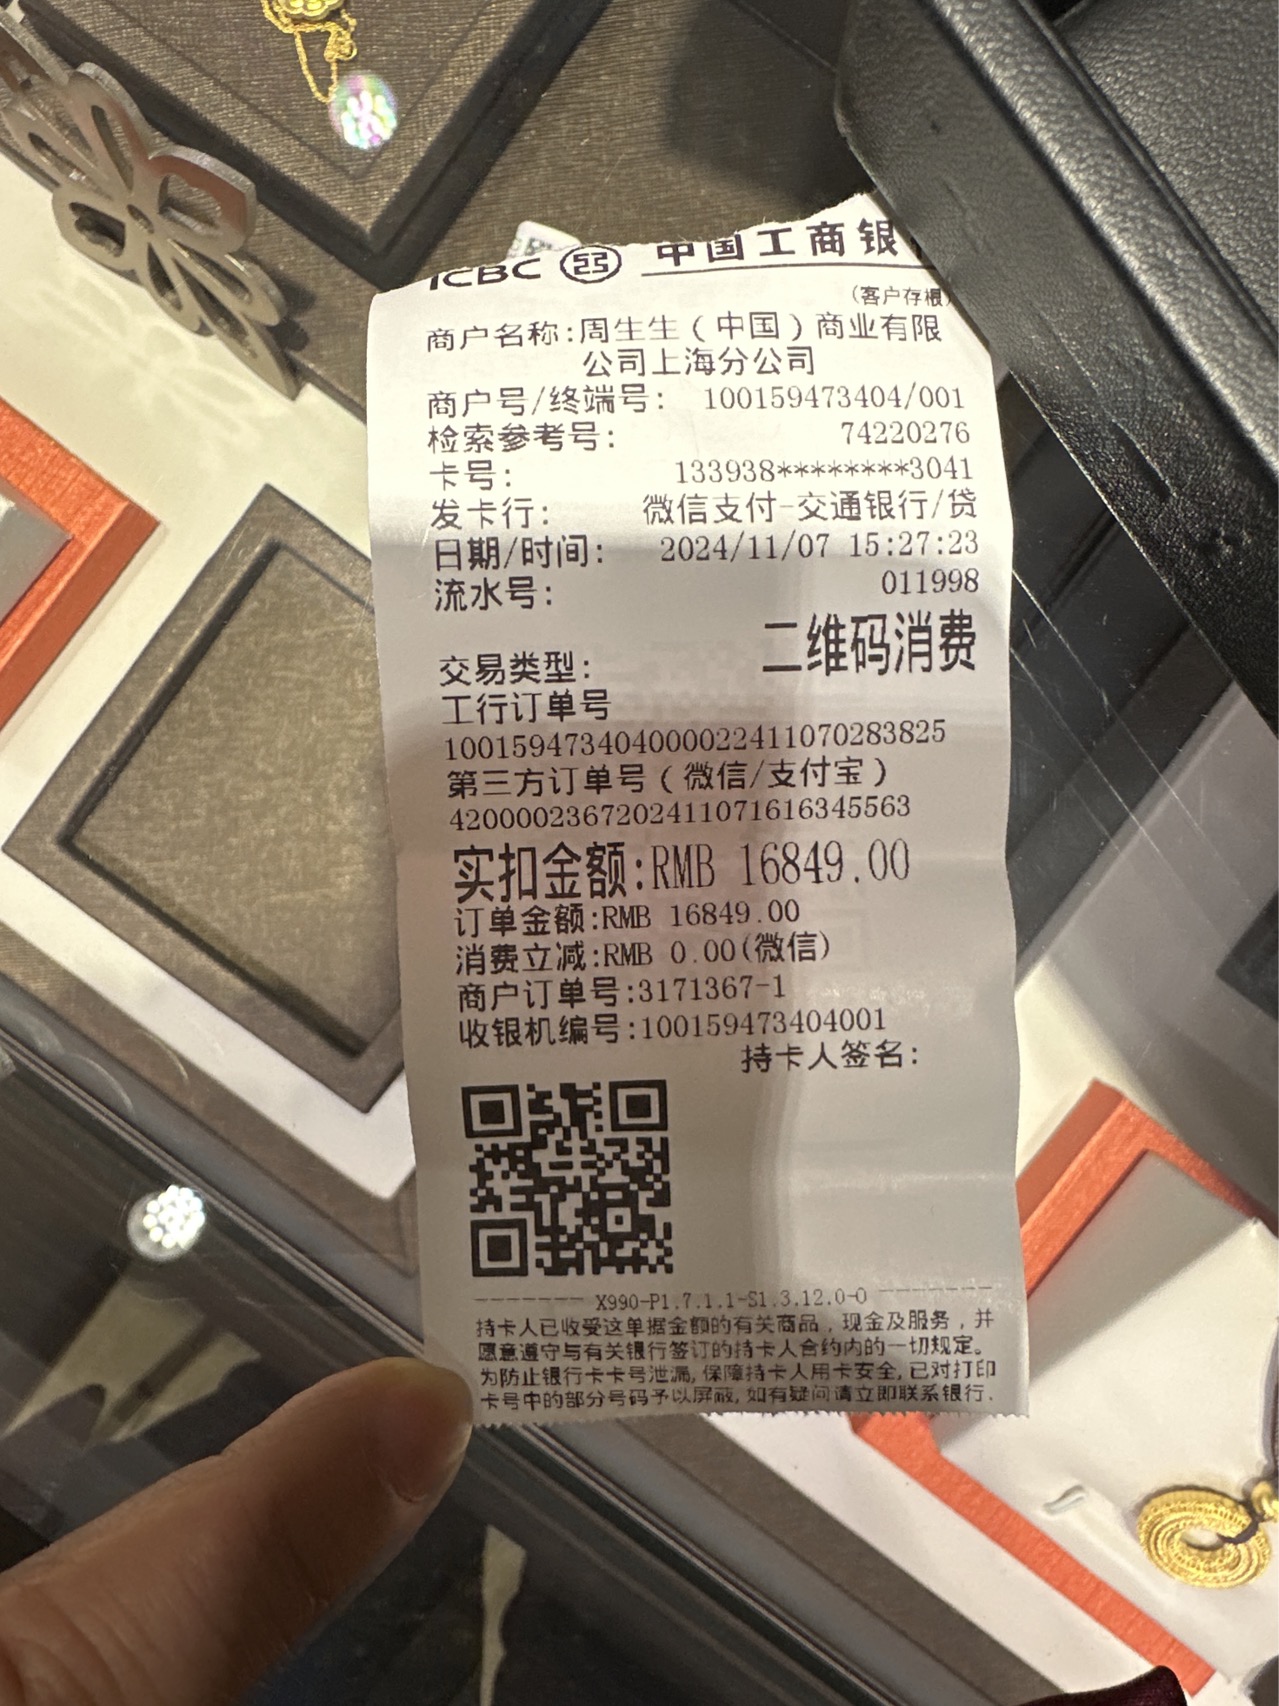 ICBC 中国工商银
(客户存根)
商户名称:周生生（中国）商业有限
公司上海分公司
商户号/终端号: 100159473404/001
检索参考号: 74220276
卡号: 133938********3041
发卡行: 微信支付-交通银行/贷
日期/时间: 2024/11/07 15:27:23
流水号: 011998
交易类型: 二维码消费
工行订单号
100159473404000022411070283825
第三方订单号（微信/支付宝）
4200002367202411071616345563
实扣金额:RMB 16849.00
订单金额:RMB 16849.00
消费立减:RMB 0.00(微信)
商户订单号:3171367-1
收银机编号:100159473404001
持卡人签名:
X990-P1.7.1.1-S1.3.12.0-0
持卡人已收受这单据金额的有关商品，现金及服务，并
愿意遵守与有关银行签订的持卡人合约内的一切规定。
为防止银行卡卡号泄漏,保障持卡人用卡安全,已对打印
卡号中的部分号码予以屏蔽,如有疑问请立即联系银行.